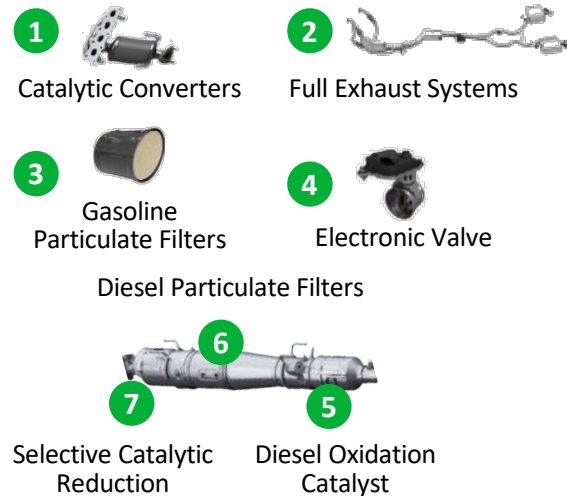 1
2
Catalytic Converters
Full Exhaust Systems
3
4
Gasoline
Particulate Filters
Electronic Valve
Diesel Particulate Filters
6
7
5
Selective Catalytic
Reduction
Diesel Oxidation
Catalyst